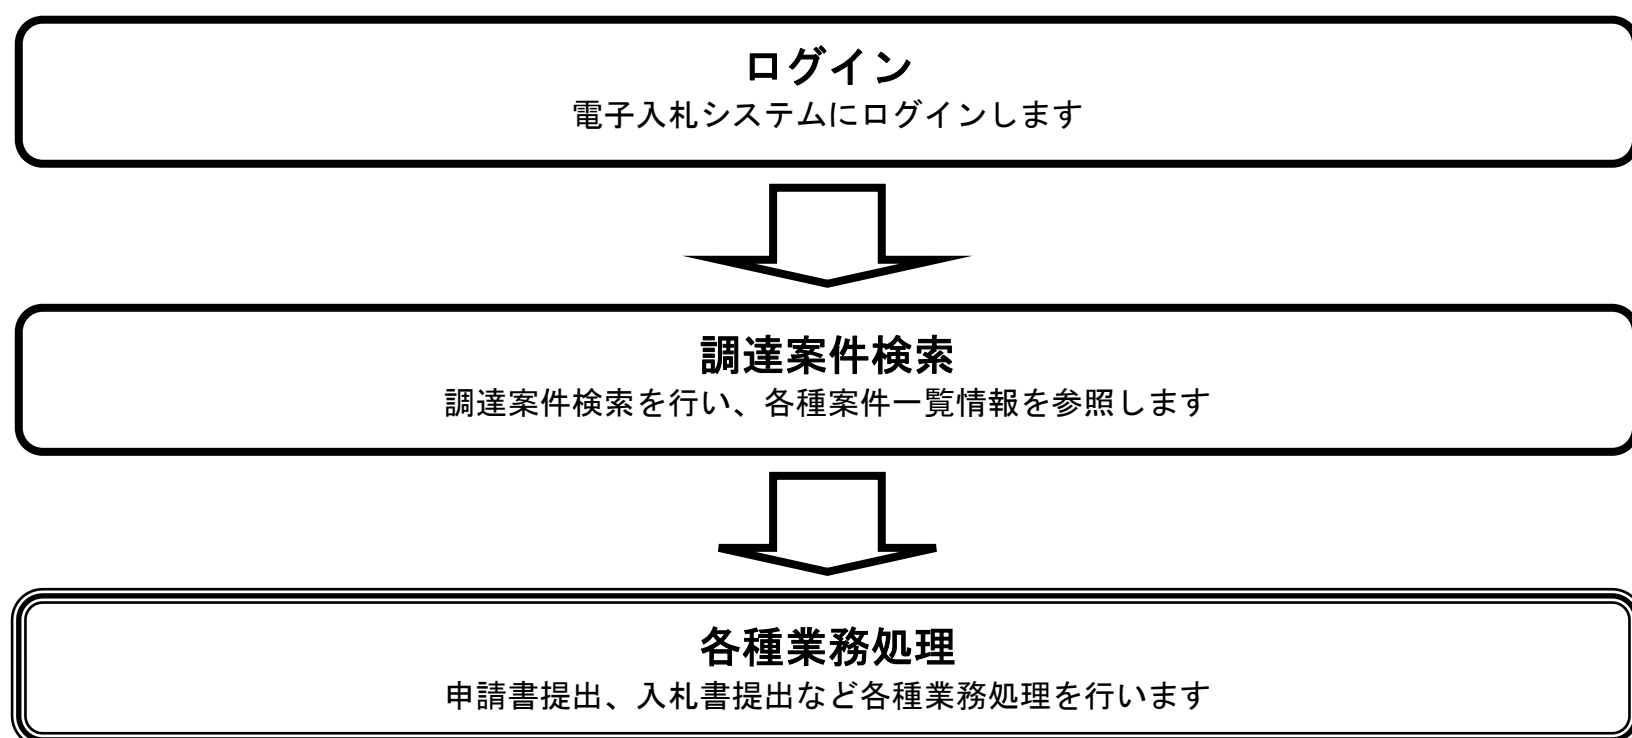 ログイン
電子入札システムにログインします
調達案件検索
調達案件検索を行い、各種案件一覧情報を参照します
各種業務処理
申請書提出、入札書提出など各種業務処理を行います